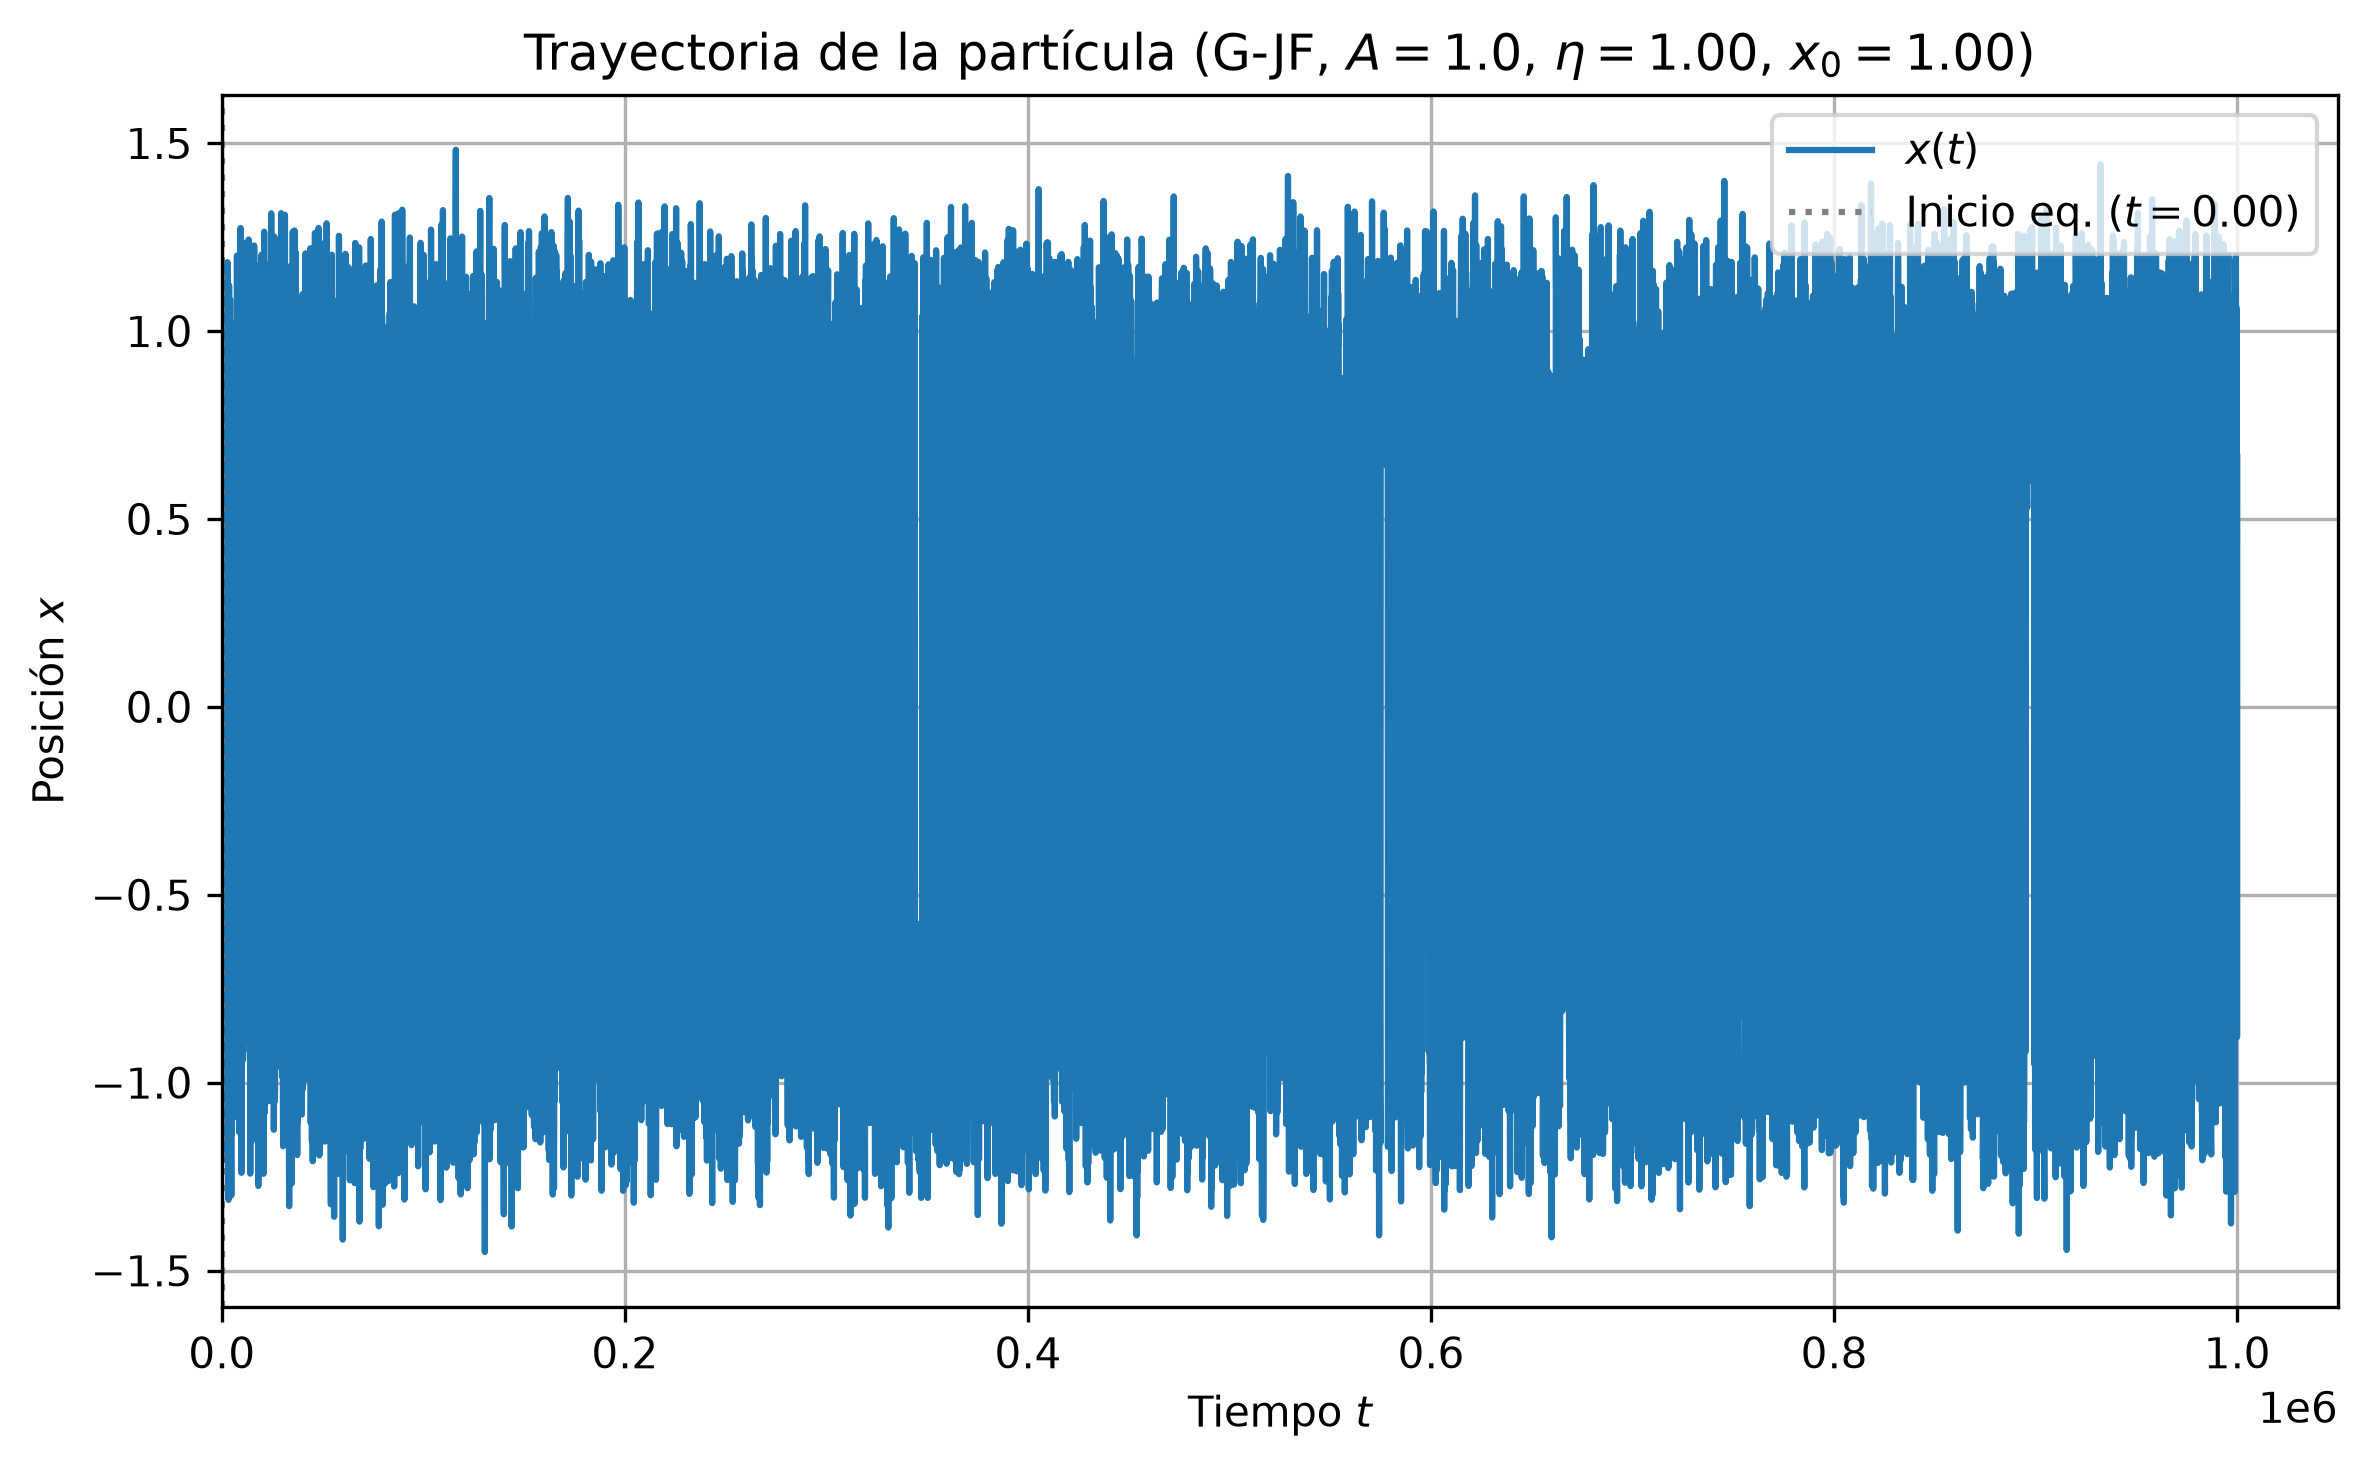 Trayectoria de la partícula (G-JF, A = 1.0, η = 1.00, x₀ = 1.00)
x(t)
Inicio eq. (t = 0.00)
1.5
1.0
0.5
0.0
−0.5
−1.0
−1.5
Posición x
0.0 0.2 0.4 0.6 0.8 1.0
1e6
Tiempo t